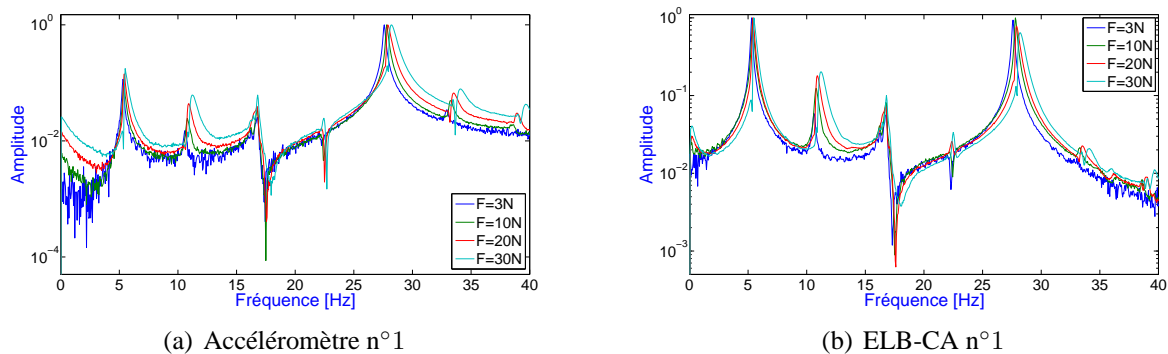 10^0
10^-2
10^-4
Amplitude
F=3N
F=10N
F=20N
F=30N
0 5 10 15 20 25 30 35 40
Fréquence [Hz]
(a) Accéléromètre n°1
10^0
10^-1
10^-2
10^-3
Amplitude
F=3N
F=10N
F=20N
F=30N
0 5 10 15 20 25 30 35 40
Fréquence [Hz]
(b) ELB-CA n°1